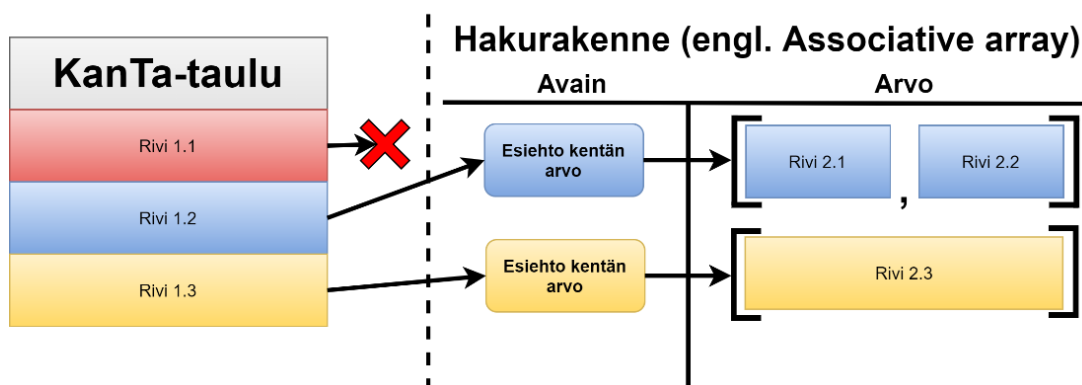 Hakurakenne (engl. Associative array)
KanTa-taulu
Avain
Arvo
Rivi 1.1
Esiehto kentän
arvo
Rivi 2.1
,
Rivi 2.2
Rivi 1.2
Rivi 1.3
Esiehto kentän
arvo
Rivi 2.3